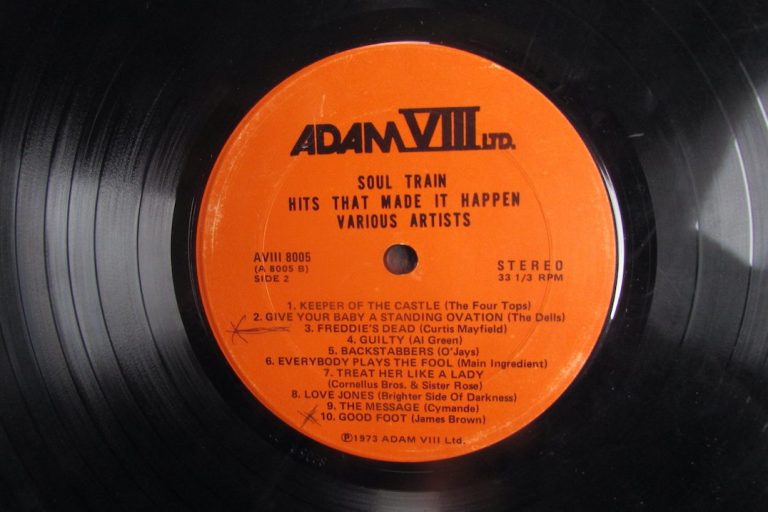 ADAM VIII LTD.
SOUL TRAIN
HITS THAT MADE IT HAPPEN
VARIOUS ARTISTS
AVIII 8005
(A 8005 B)
SIDE 2
STEREO
33 1/3 RPM
1. KEEPER OF THE CASTLE (The Four Tops)
2. GIVE YOUR BABY A STANDING OVATION (The Dells)
3. FREDDIE'S DEAD (Curtis Mayfield)
4. GUILTY (Al Green)
5. BACKSTABBERS (O'Jays)
6. EVERYBODY PLAYS THE FOOL (Main Ingredient)
7. TREAT HER LIKE A LADY
(Cornelius Bros. & Sister Rose)
8. LOVE JONES (Brighter Side Of Darkness)
9. THE MESSAGE (Cymande)
10. GOOD FOOT (James Brown)
℗1973 ADAM VIII Ltd.